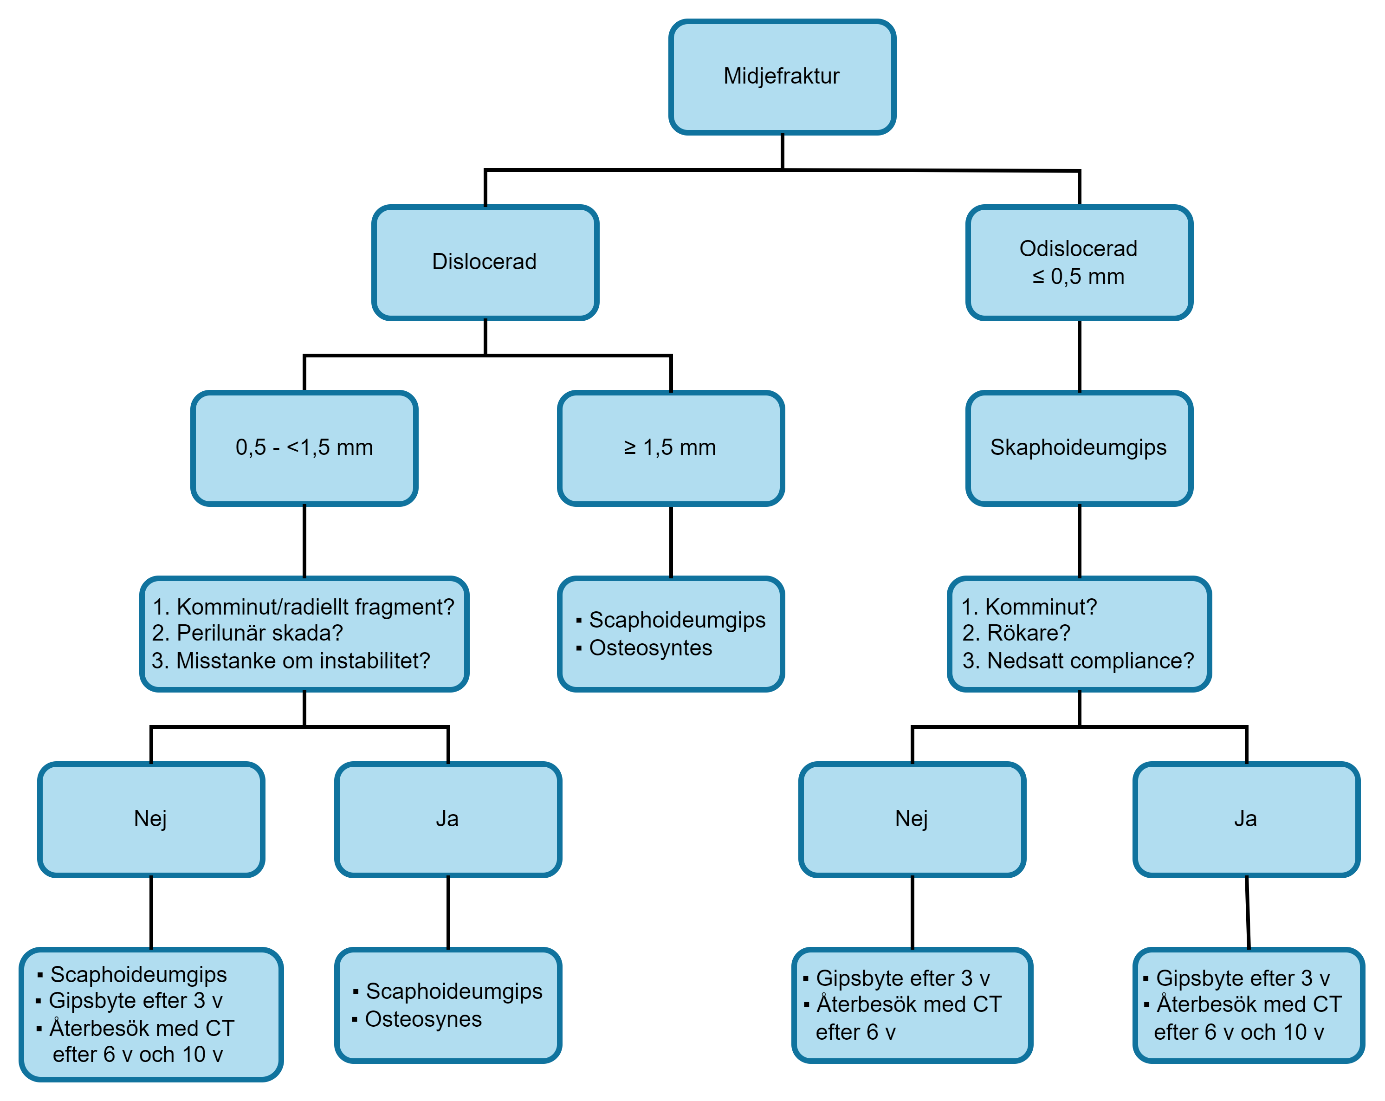 Midjefraktur
Dislocerad
Odislocerad
≤ 0,5 mm
0,5 - <1,5 mm
≥ 1,5 mm
Skaphoideumgips
1. Komminut/radiellt fragment?
2. Perilunär skada?
3. Misstanke om instabilitet?
▪ Scaphoideumgips
▪ Osteosyntes
1. Komminut?
2. Rökare?
3. Nedsatt compliance?
Nej
Ja
Nej
Ja
▪ Scaphoideumgips
▪ Gipsbyte efter 3 v
▪ Återbesök med CT
efter 6 v och 10 v
▪ Scaphoideumgips
▪ Osteosynes
▪ Gipsbyte efter 3 v
▪ Återbesök med CT
efter 6 v
▪ Gipsbyte efter 3 v
▪ Återbesök med CT
efter 6 v och 10 v